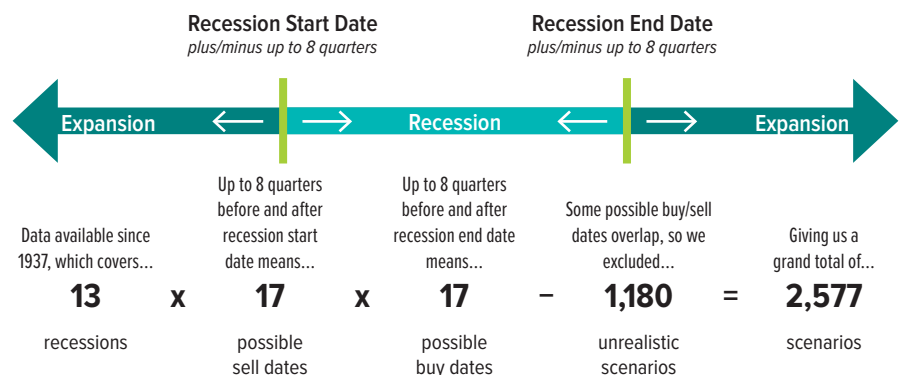 Recession Start Date
plus/minus up to 8 quarters
Recession End Date
plus/minus up to 8 quarters
Expansion
Recession
Expansion
Data available since
1937, which covers...
13
recessions
x
Up to 8 quarters
before and after
recession start
date means...
17
possible
sell dates
x
Up to 8 quarters
before and after
recession end date
means...
17
possible
buy dates
–
Some possible buy/sell
dates overlap, so we
excluded...
1,180
unrealistic
scenarios
=
Giving us a
grand total of...
2,577
scenarios